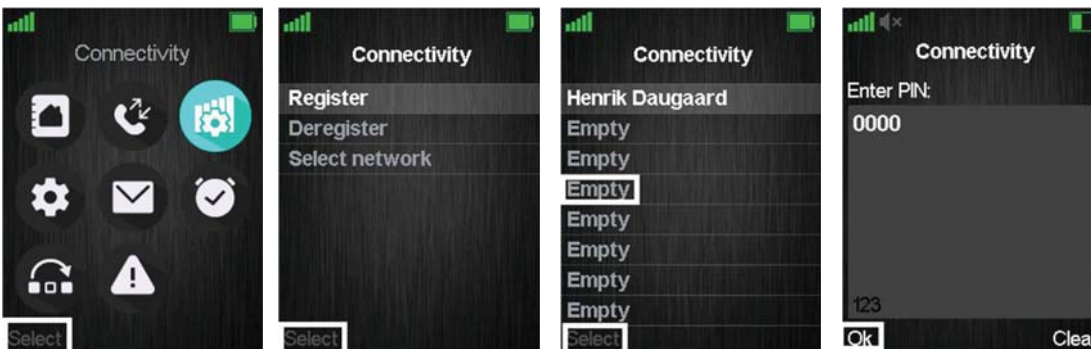 Connectivity
Select
Connectivity
Register
Deregister
Select network
Select
Connectivity
Henrik Daugaard
Empty
Empty
Empty
Empty
Empty
Empty
Empty
Select
Connectivity
Enter PIN:
0000
123
Ok Clea